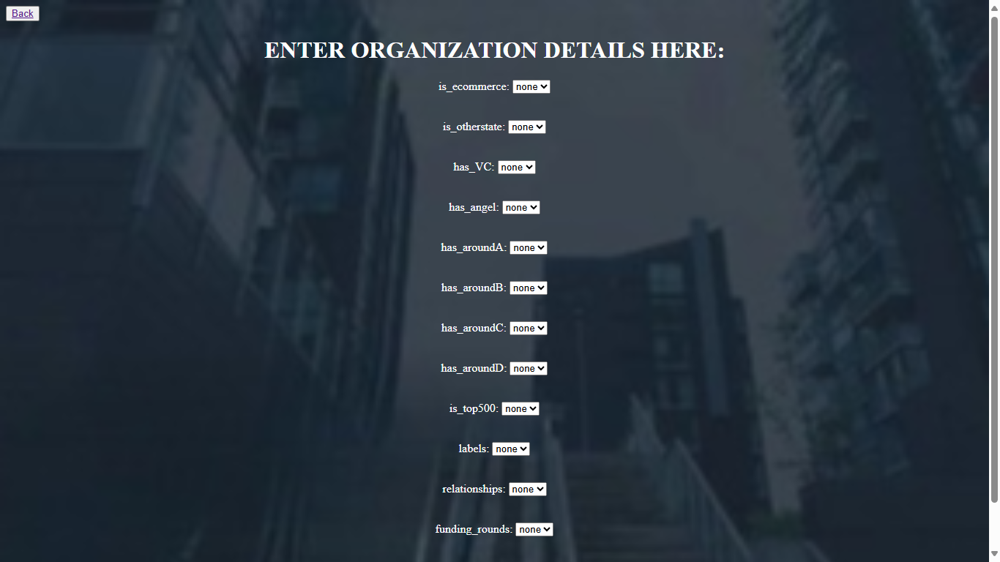 Back
ENTER ORGANIZATION DETAILS HERE:
is_ecommerce: none
is_otherstate: none
has_VC: none
has_angel: none
has_aroundA: none
has_aroundB: none
has_aroundC: none
has_aroundD: none
is_top500: none
labels: none
relationships: none
funding_rounds: none